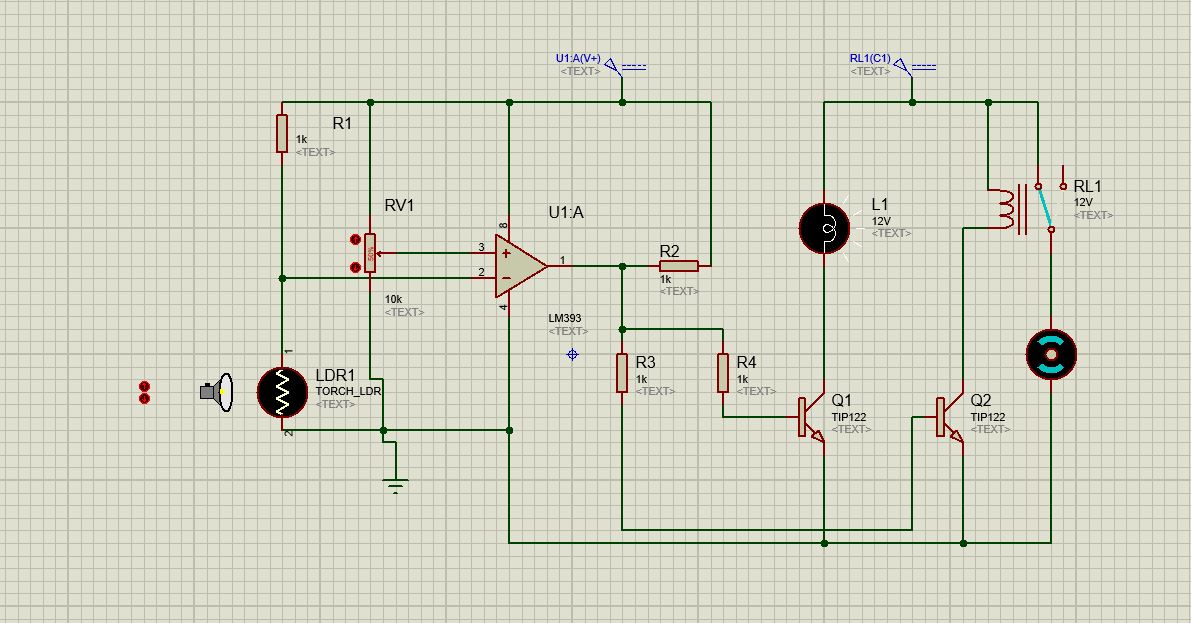 U1:A(V+)
<TEXT>
RL1(C1)
<TEXT>
R1
1k
<TEXT>
RV1
50%
10k
<TEXT>
U1:A
8
3
2
1
4
LM393
<TEXT>
R2
1k
<TEXT>
L1
12V
<TEXT>
RL1
12V
<TEXT>
1
LDR1
TORCH_LDR
<TEXT>
2
R3
1k
<TEXT>
R4
1k
<TEXT>
Q1
TIP122
<TEXT>
Q2
TIP122
<TEXT>